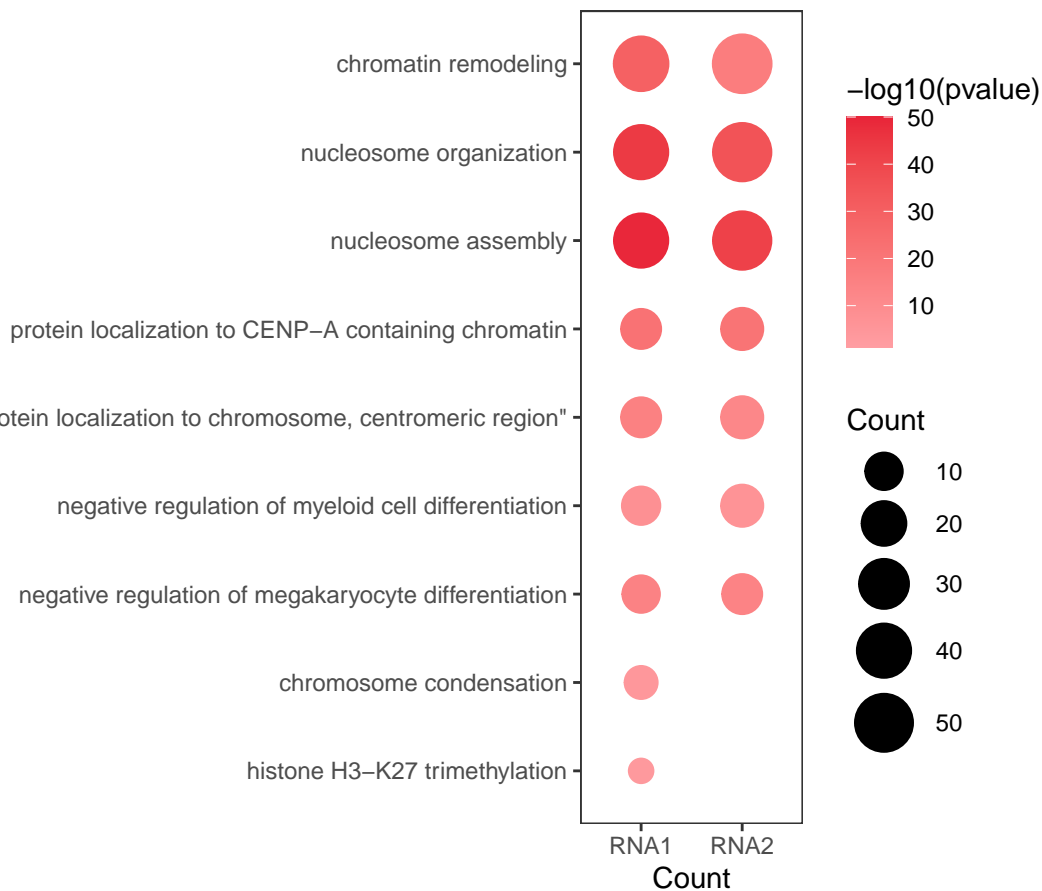 chromatin remodeling
nucleosome organization
nucleosome assembly
protein localization to CENP−A containing chromatin
otein localization to chromosome, centromeric region"
negative regulation of myeloid cell differentiation
negative regulation of megakaryocyte differentiation
chromosome condensation
histone H3−K27 trimethylation
RNA1 RNA2
Count
−log10(pvalue)
50
40
30
20
10
Count
10
20
30
40
50